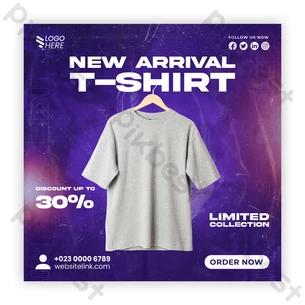 LOGO
HERE
FOLLOW US NOW
NEW ARRIVAL
T-SHIRT
DISCOUNT UP TO
30%
LIMITED
COLLECTION
+023 0000 6789
websitelink.com
ORDER NOW